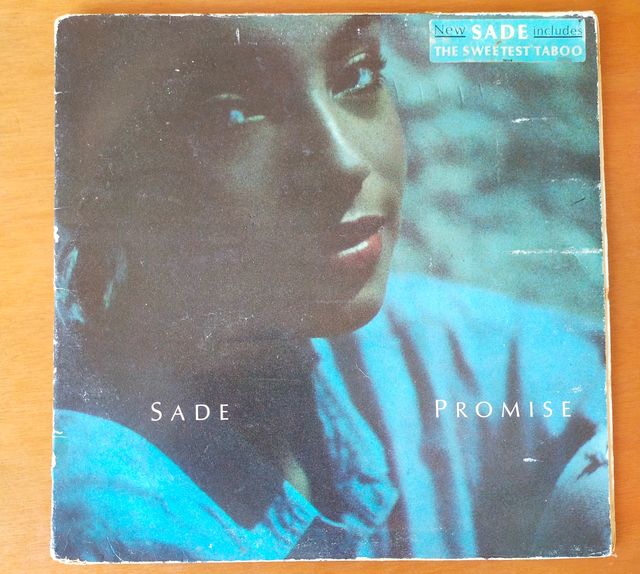 New SADE includes
THE SWEETEST TABOO
SADE PROMISE